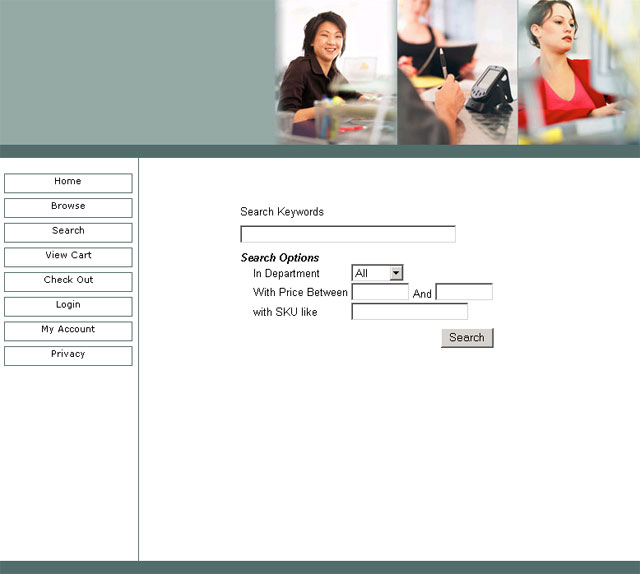 Home
Browse
Search
View Cart
Check Out
Login
My Account
Privacy
Search Keywords
Search Options
In Department All
With Price Between And
with SKU like
Search